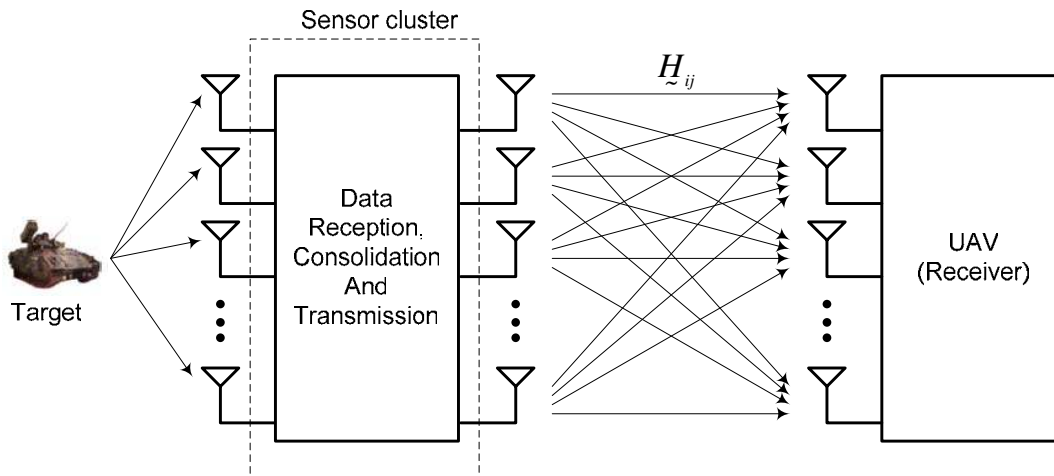 Sensor cluster
H ij
Data
Reception,
Consolidation
And
Transmission
Target
UAV
(Receiver)